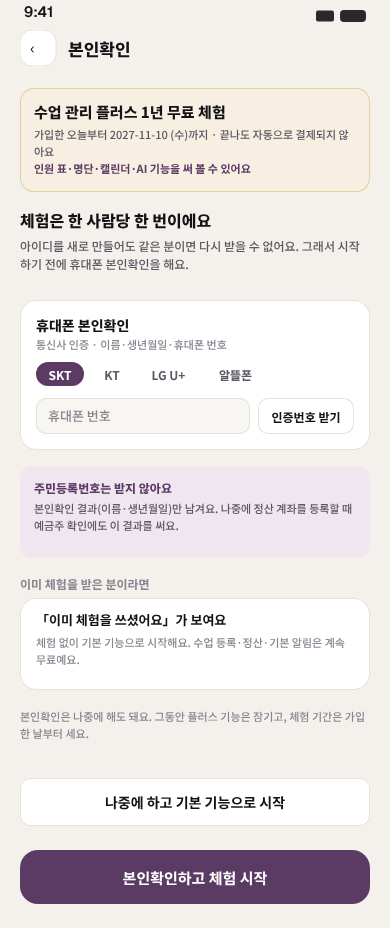 9:41
본인확인
수업 관리 플러스 1년 무료 체험
가입한 오늘부터 2027-11-10 (수)까지 · 끝나도 자동으로 결제되지 않
아요
인원 표·명단·캘린더·AI 기능을 써 볼 수 있어요
체험은 한 사람당 한 번이에요
아이디를 새로 만들어도 같은 분이면 다시 받을 수 없어요. 그래서 시작
하기 전에 휴대폰 본인확인을 해요.
휴대폰 본인확인
통신사 인증 · 이름·생년월일·휴대폰 번호
SKT KT LG U+ 알뜰폰
휴대폰 번호 인증번호 받기
주민등록번호는 받지 않아요
본인확인 결과(이름·생년월일)만 남겨요. 나중에 정산 계좌를 등록할 때
예금주 확인에도 이 결과를 써요.
이미 체험을 받은 분이라면
「이미 체험을 쓰셨어요」가 보여요
체험 없이 기본 기능으로 시작해요. 수업 등록·정산·기본 알림은 계속
무료예요.
본인확인은 나중에 해도 돼요. 그동안 플러스 기능은 잠기고, 체험 기간은 가입
한 날부터 세요.
나중에 하고 기본 기능으로 시작
본인확인하고 체험 시작